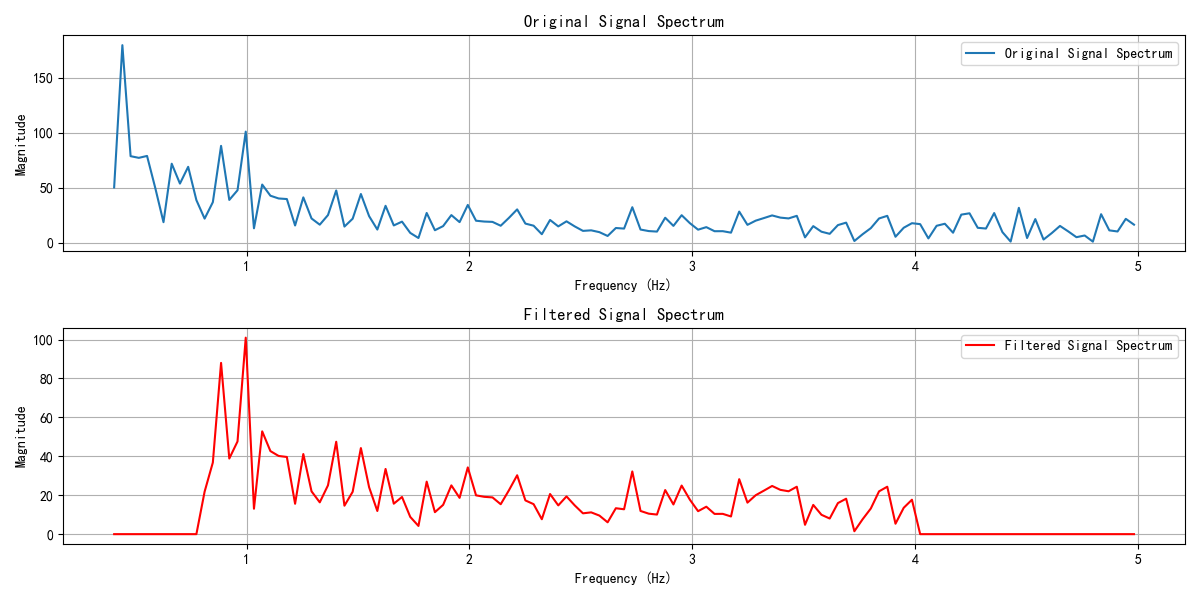 Original Signal Spectrum
Original Signal Spectrum
Magnitude
150
100
50
0
1 2 3 4 5
Frequency (Hz)
Filtered Signal Spectrum
Filtered Signal Spectrum
Magnitude
100
80
60
40
20
0
1 2 3 4 5
Frequency (Hz)